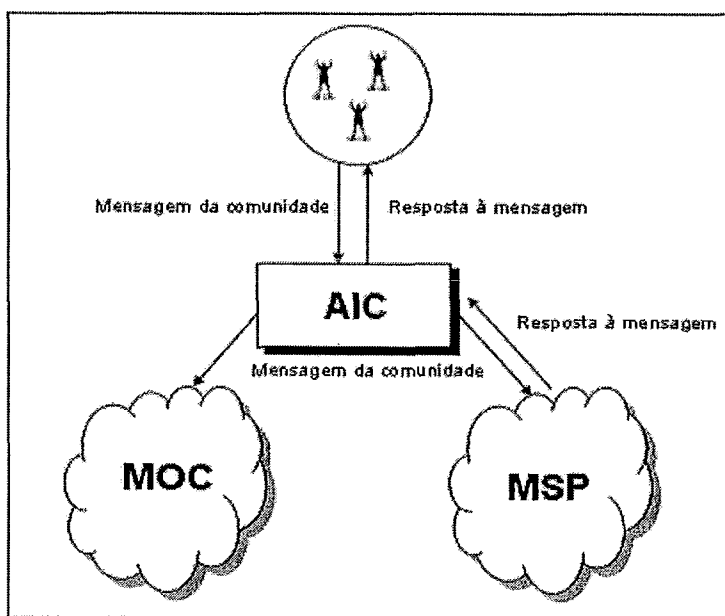 Mensagem da comunidade
Resposta à mensagem
AIC
Resposta à mensagem
Mensagem da comunidade
MOC
MSP